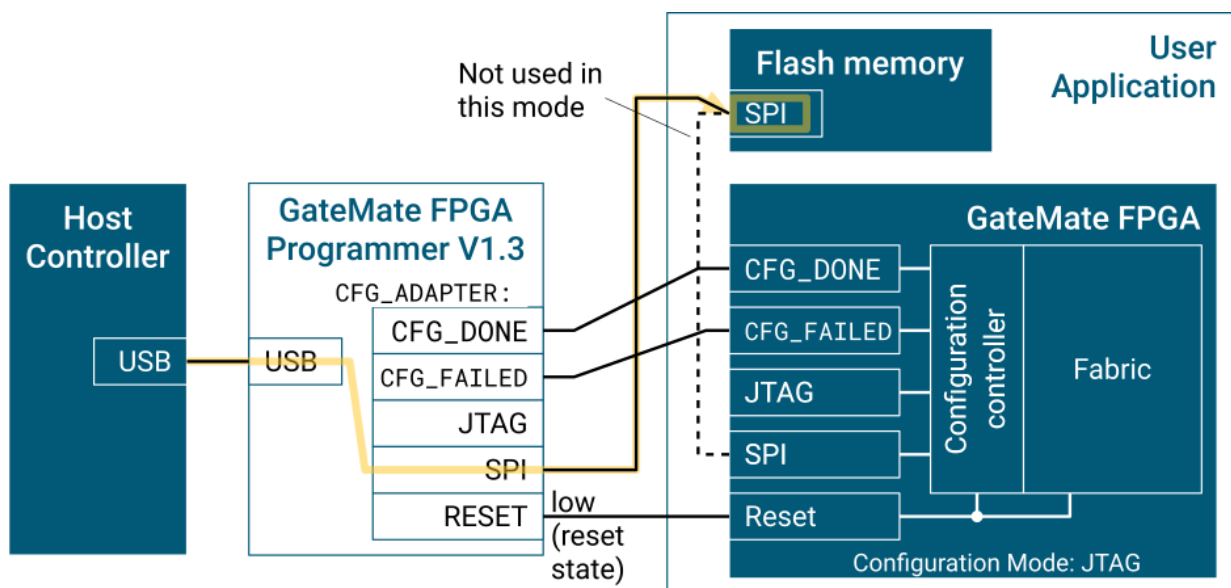 Host
Controller
USB
GateMate FPGA
Programmer V1.3
CFG_ADAPTER:
CFG_DONE
CFG_FAILED
JTAG
SPI
RESET
USB
low
(reset
state)
Not used in
this mode
User
Application
Flash memory
SPI
GateMate FPGA
CFG_DONE
CFG_FAILED
JTAG
SPI
Reset
Configuration
controller
Fabric
Configuration Mode: JTAG